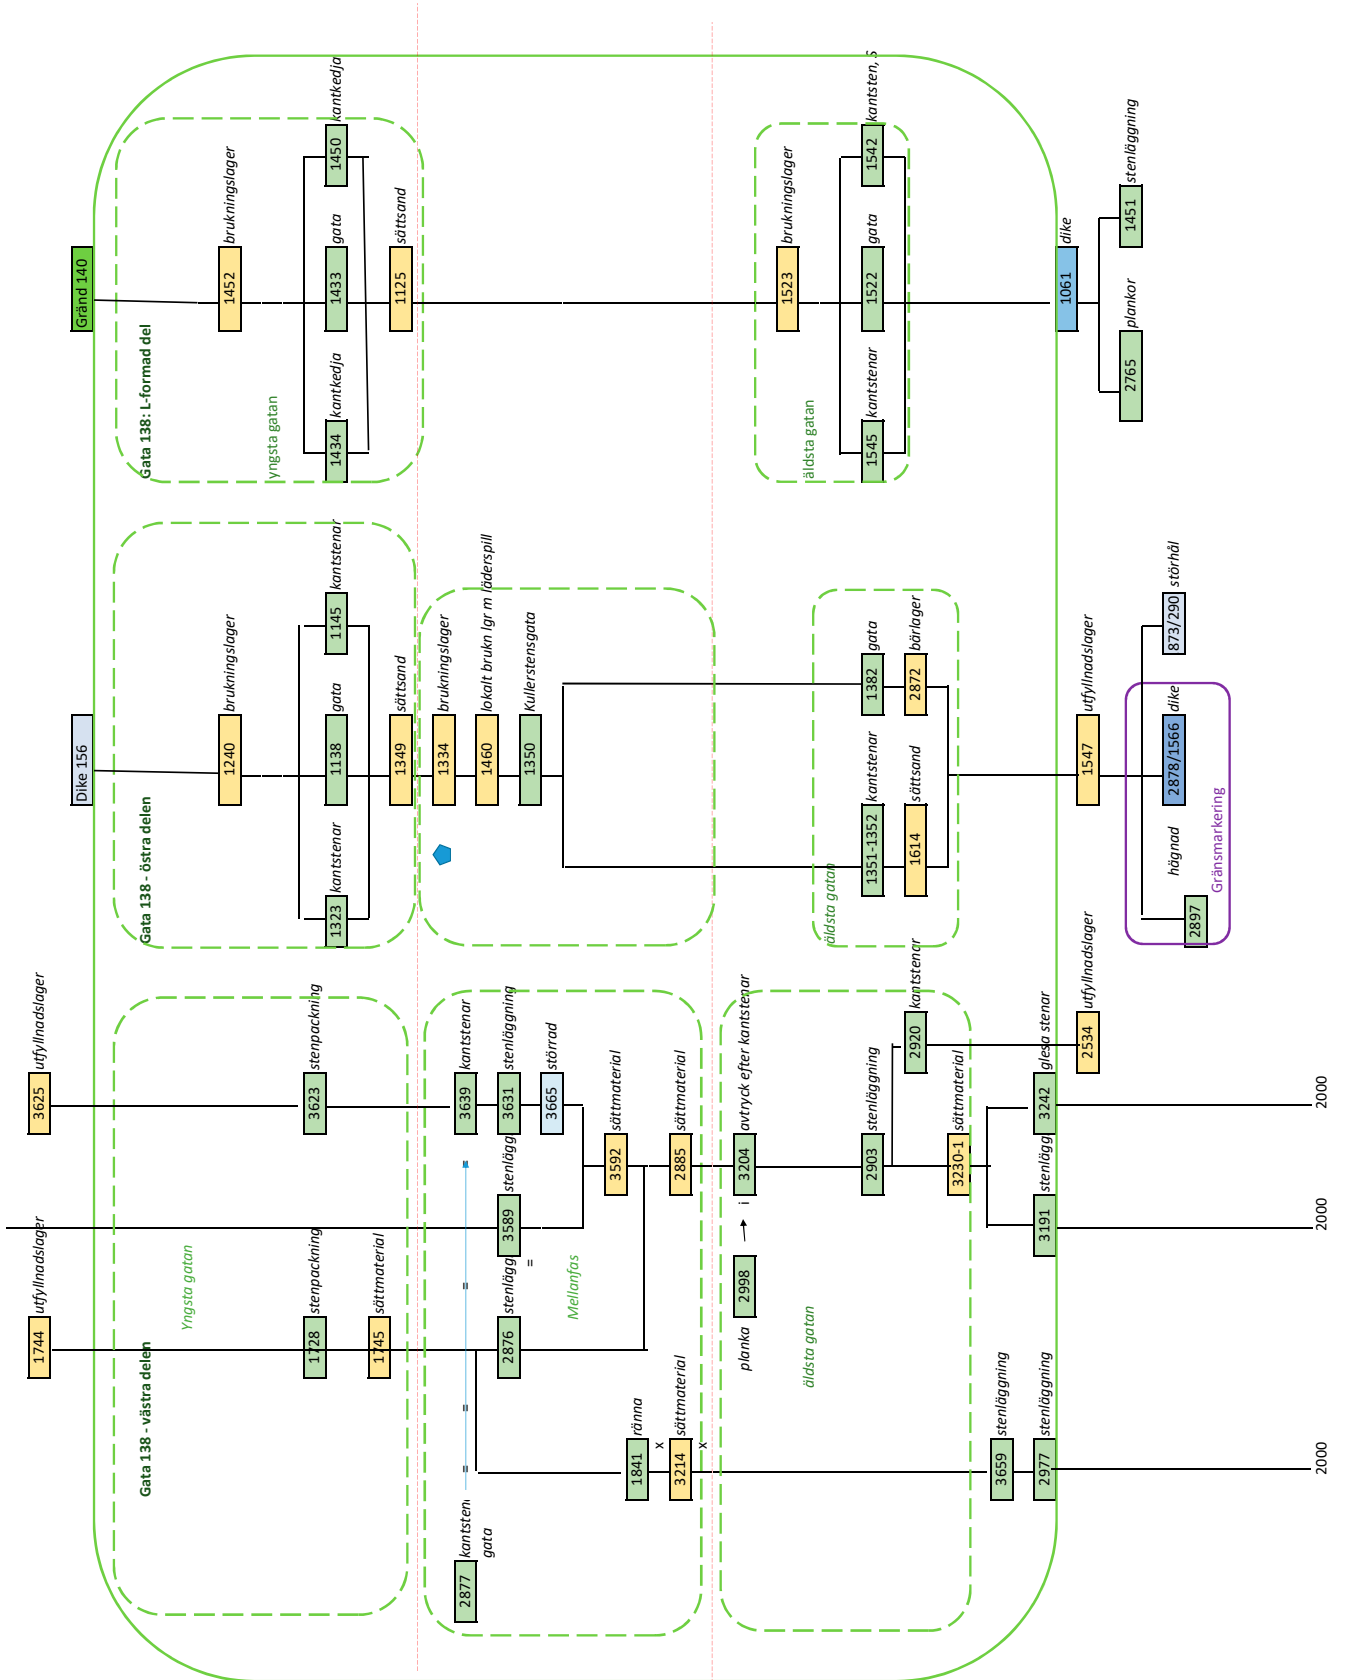 Gata 138 - västra delen
1744 utfyllnadslager
3625 utfyllnadslager
Yngsta gatan
1728 stenpackning
3623 stenpackning
1745 sättmaterial
2877 kantsten
gata
= = = =
3639 kantstenar
2876 stenlägg
=
3589 stenlägg
3631 stenläggning
3665 störrad
Mellanfas
3592 sättmaterial
1841 ränna
x
3214 sättmaterial
x
2885 sättmaterial
planka 2998 i 3204 avtryck efter kantstenar
äldsta gatan
2903 stenläggning
2920 kantstenar
3230-1 sättmaterial
3659 stenläggning
2977 stenläggning
3191 stenlägg
3242 glesa stenar
2534 utfyllnadslager
2000
2000
2000
Dike 156
Gata 138 - östra delen
1240 brukningslager
1323 kantstenar
1138 gata
1145 kantstenar
1349 sättsand
1334 brukningslager
1460 lokalt brukn lgr m läderspill
1350 Kullerstensgata
äldsta gatan
1351-1352 kantstenar
1382 gata
1614 sättsand
2872 bärlager
1547 utfyllnadslager
2897
hägnad
2878/1566 dike
873/290 störhål
Gränsmarkering
Gränd 140
Gata 138: L-formad del
1452 brukningslager
yngsta gatan
1434 kantkedja
1433 gata
1450 kantkedja
1125 sättsand
1523 brukningslager
äldsta gatan
1545 kantstenar
1522 gata
1542 kantsten, S
1061 dike
2765 plankor
1451 stenläggning